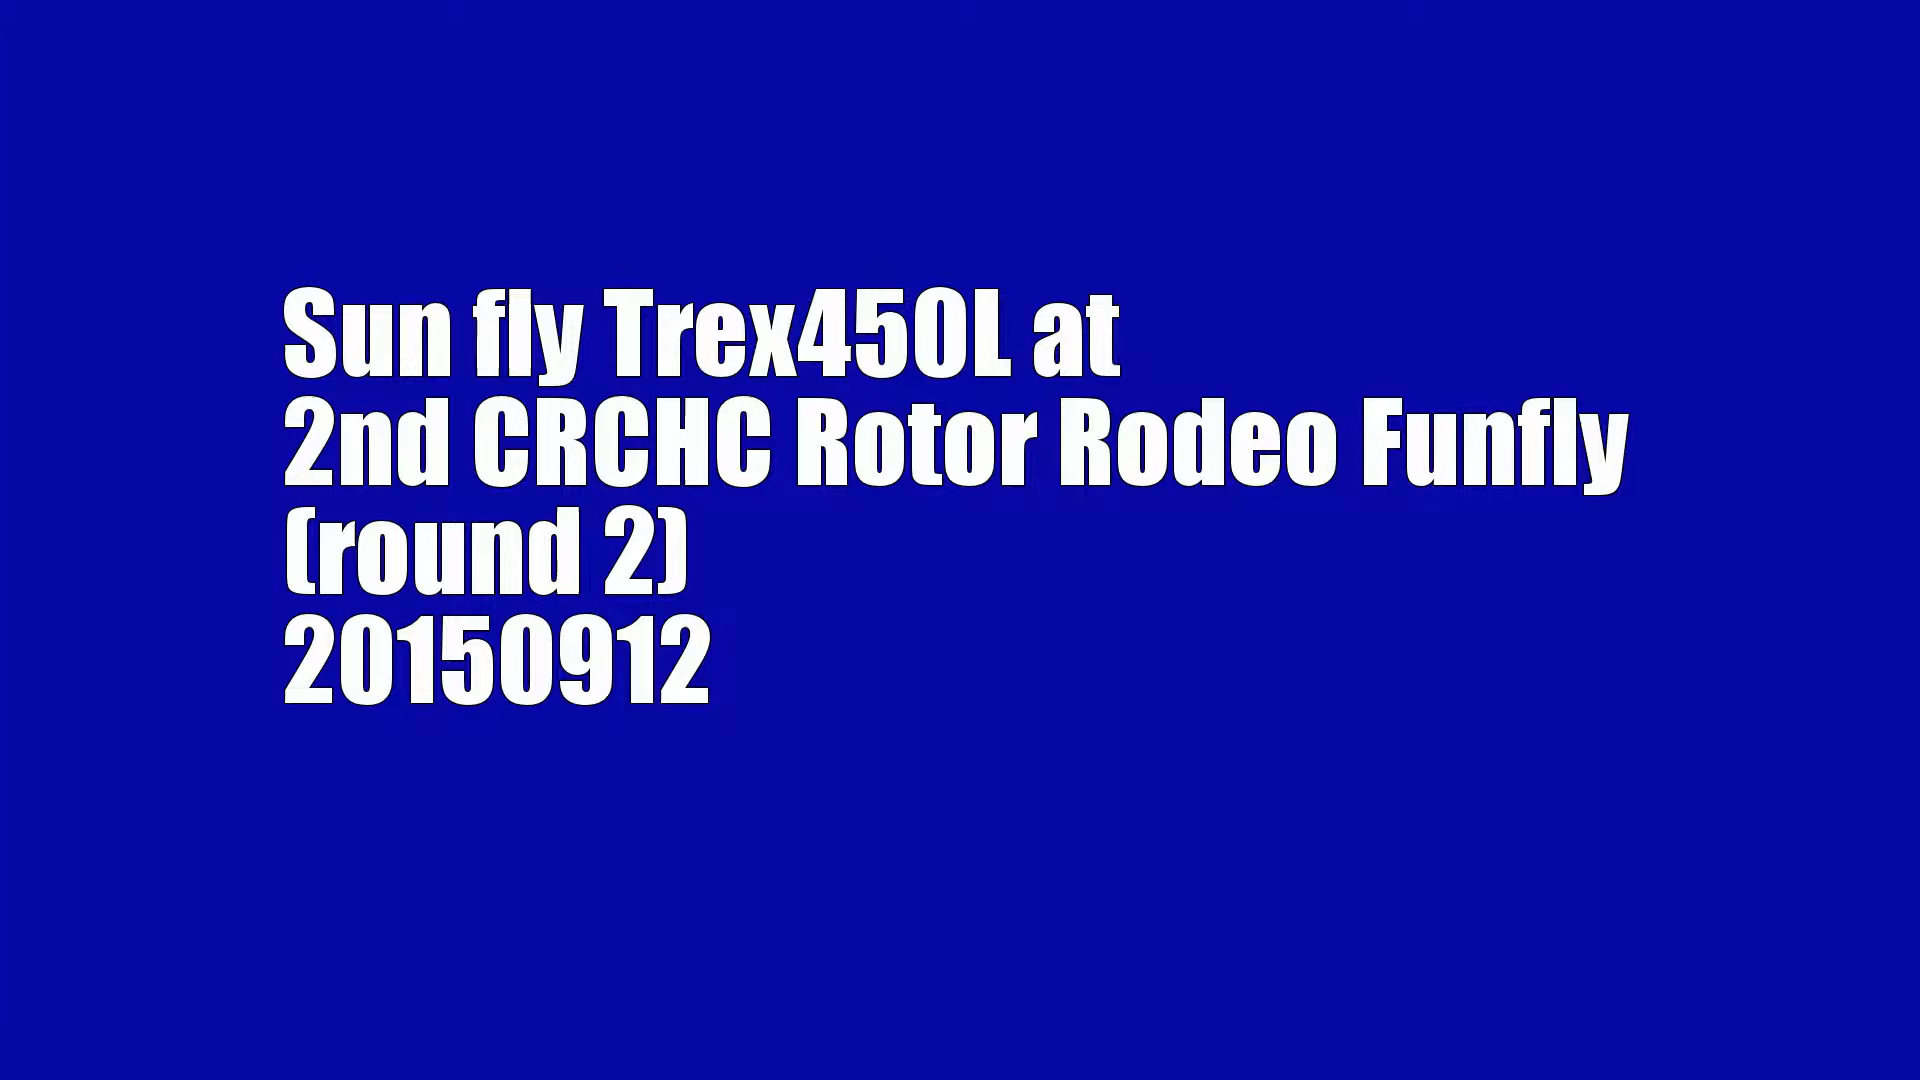 Sun fly Trex450L at
2nd CRCHC Rotor Rodeo Funfly
(round 2)
20150912